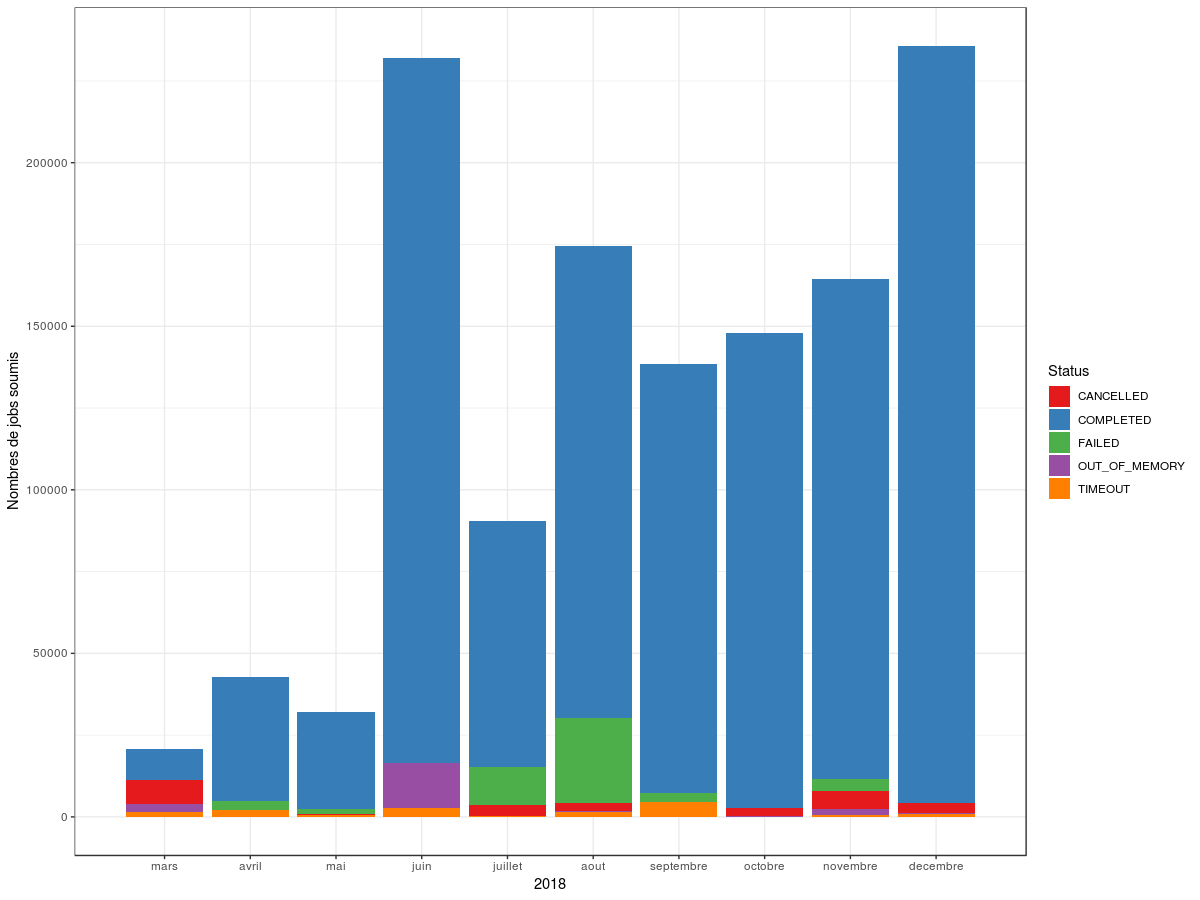 Nombres de jobs soumis
200000
150000
100000
50000
0
mars avril mai juin juillet aout septembre octobre novembre decembre
2018
Status
CANCELLED
COMPLETED
FAILED
OUT_OF_MEMORY
TIMEOUT